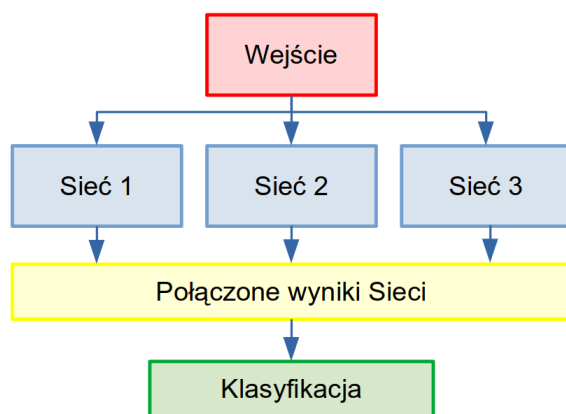 Wejście
Sieć 1
Sieć 2
Sieć 3
Połączone wyniki Sieci
Klasyfikacja